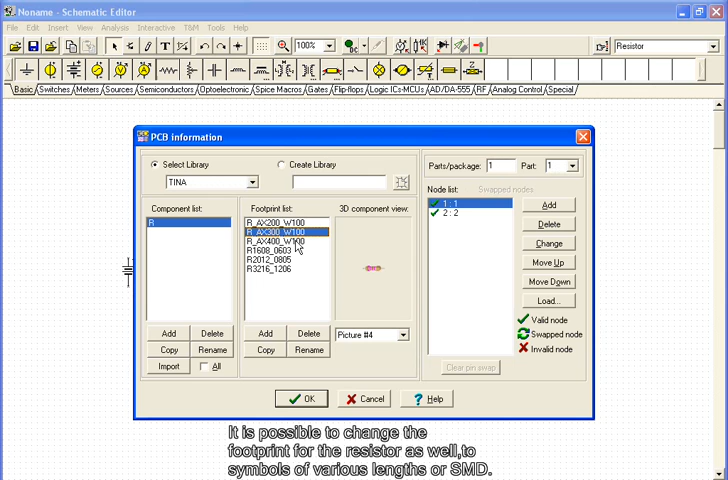 Noname - Schematic Editor
File Edit Insert View Analysis Interactive T&M Tools Help
100% DC Resistor
Basic Switches Meters Sources Semiconductors Optoelectronic Spice Macros Gates Flip-flops Logic ICs-MCUs AD/DA-555 RF Analog Control Special
PCB information
Select Library Create Library Parts/package: 1 Part: 1
TINA
Node list: Swapped nodes
Component list: Footprint list: 3D component view:
R R_AX200_W100
R_AX300_W100
R_AX400_W100
R1608_0603
R2012_0805
R3216_1206
1 : 1
2 : 2
Add
Delete
Change
Move Up
Move Down
Load...
Valid node
Swapped node
Invalid node
Add Delete Add Delete Picture #4
Copy Rename Copy Rename
Import All
Clear pin swap
OK Cancel Help
It is possible to change the
footprint for the resistor as well,to
symbols of various lengths or SMD.